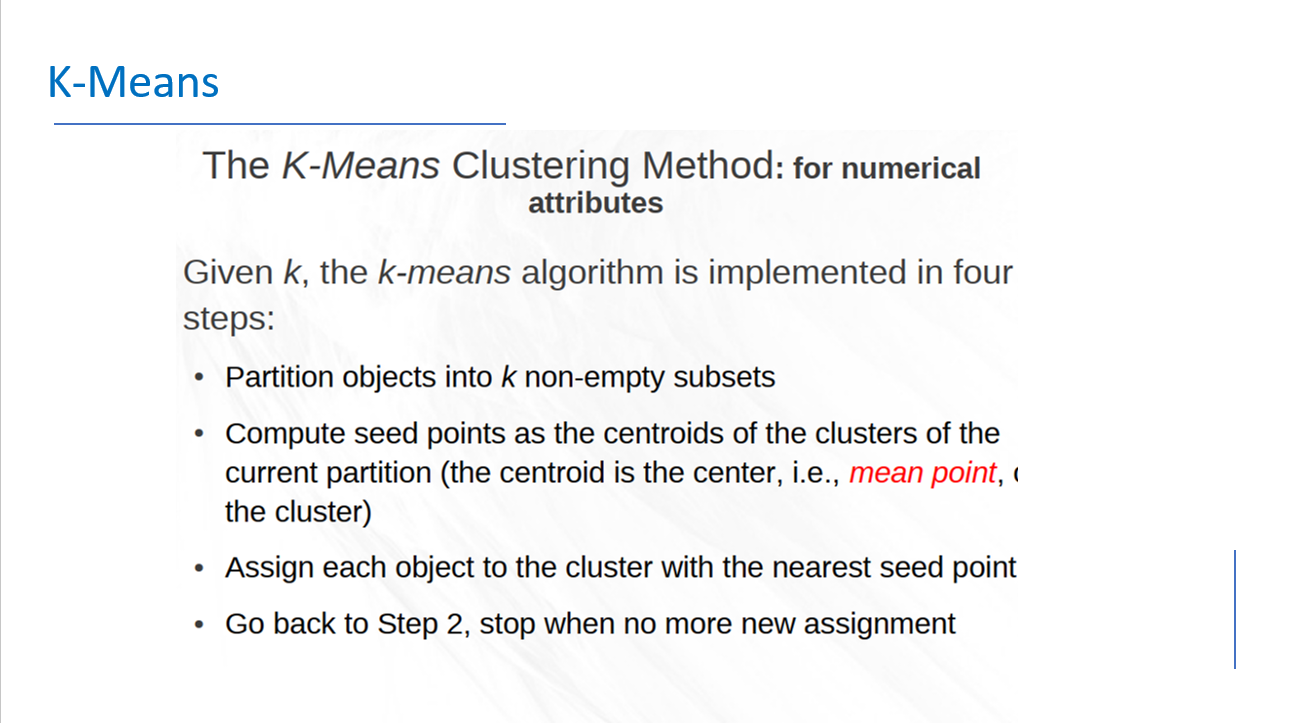 K-Means
The K-Means Clustering Method: for numerical
attributes
Given k, the k-means algorithm is implemented in four
steps:
• Partition objects into k non-empty subsets
• Compute seed points as the centroids of the clusters of the
current partition (the centroid is the center, i.e., mean point,
the cluster)
• Assign each object to the cluster with the nearest seed point
• Go back to Step 2, stop when no more new assignment